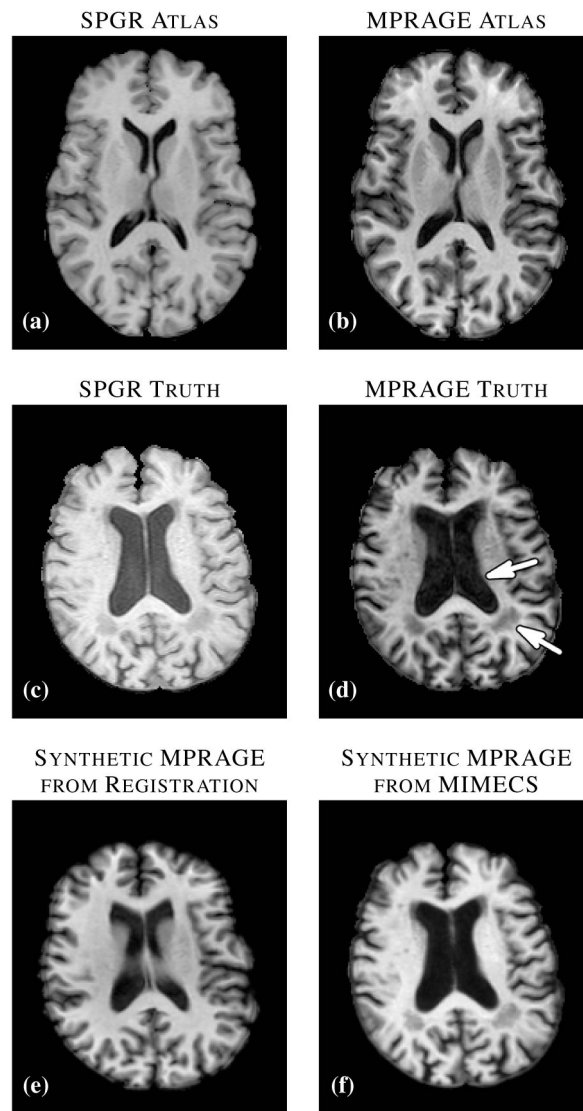 SPGR ATLAS
MPRAGE ATLAS
(a)
(b)
SPGR TRUTH
MPRAGE TRUTH
(c)
(d)
SYNTHETIC MPRAGE
FROM REGISTRATION
SYNTHETIC MPRAGE
FROM MIMECS
(e)
(f)